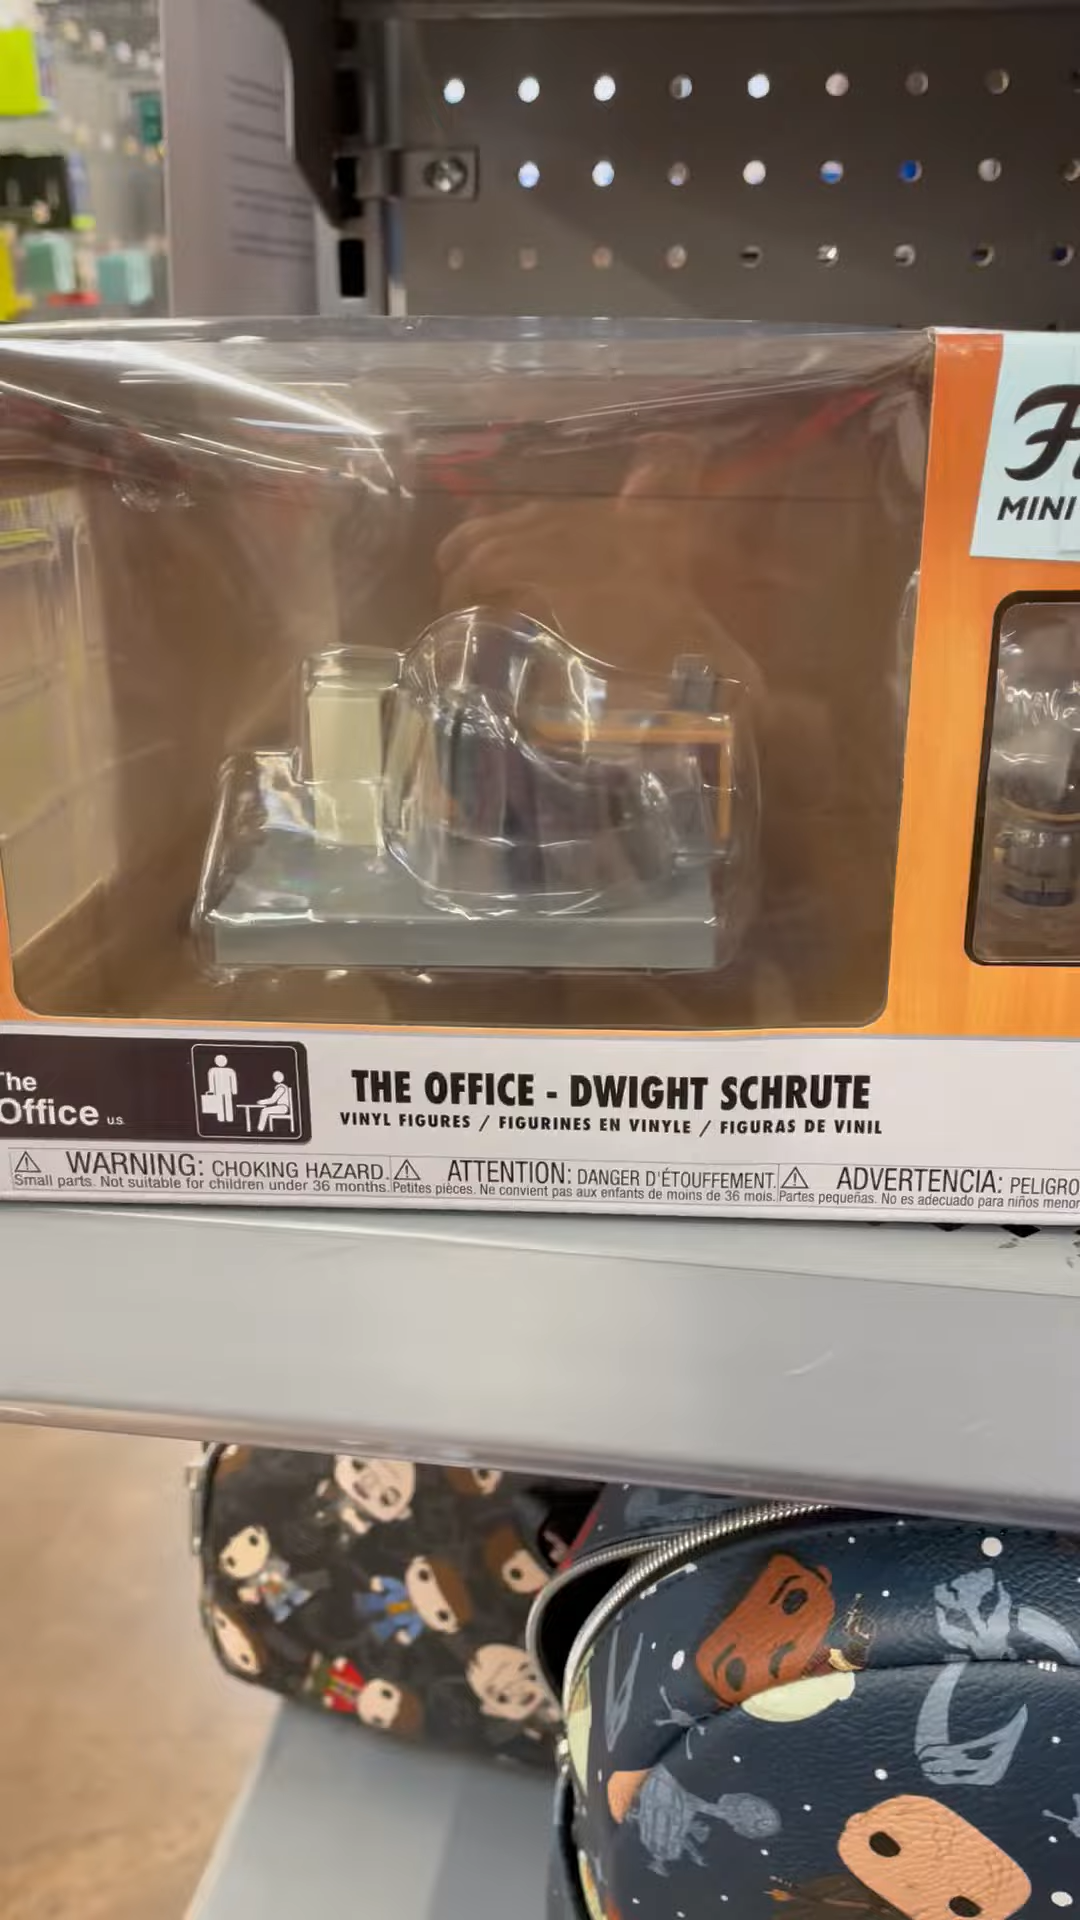 MINI
The
Office U.S.
THE OFFICE - DWIGHT SCHRUTE
VINYL FIGURES / FIGURINES EN VINYLE / FIGURAS DE VINIL
WARNING: CHOKING HAZARD.
Small parts. Not suitable for children under 36 months.
ATTENTION: DANGER D'ÉTOUFFEMENT.
Petites pièces. Ne convient pas aux enfants de moins de 36 mois.
ADVERTENCIA: PELIGRO
Partes pequeñas. No es adecuado para niños menor